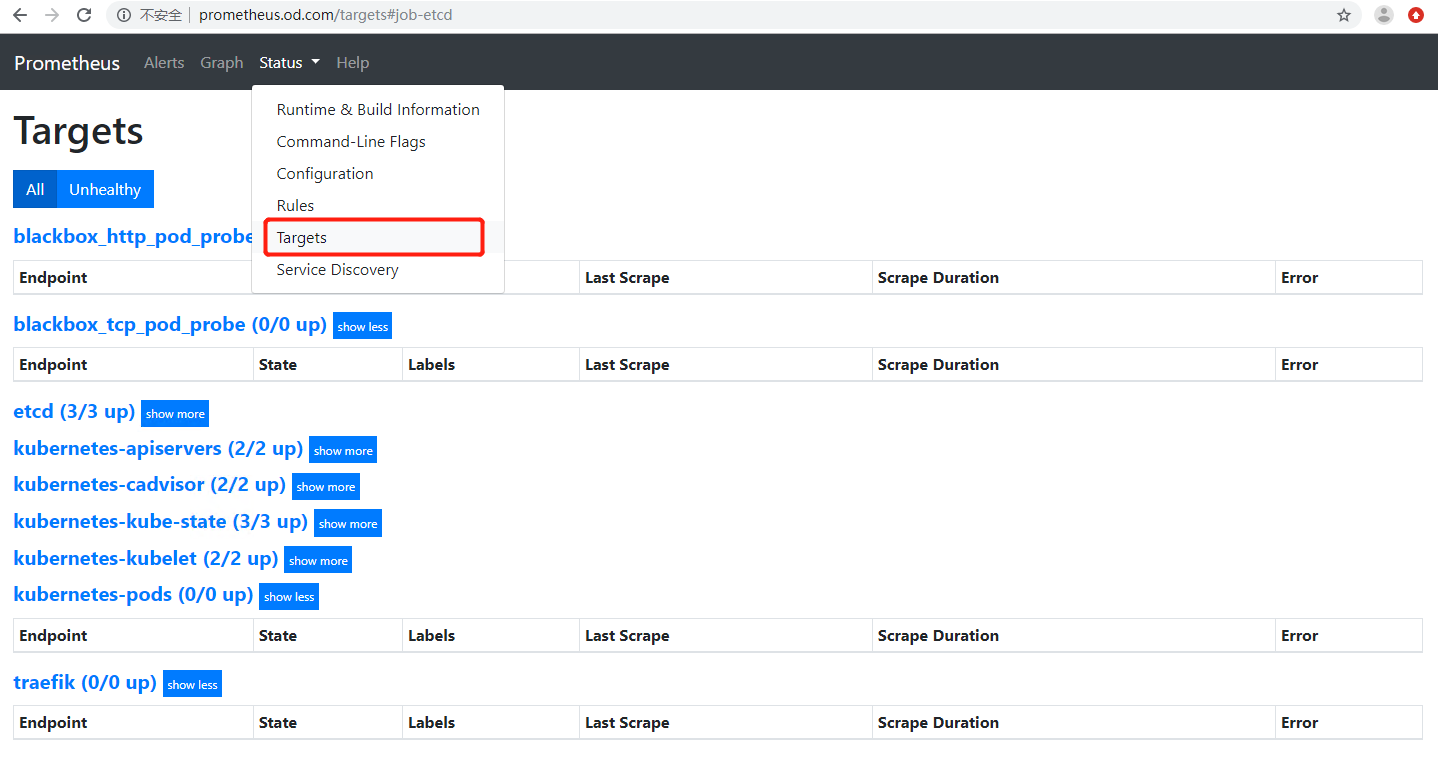 不安全 prometheus.od.com/targets#job-etcd
Prometheus Alerts Graph Status Help
Runtime & Build Information
Command-Line Flags
Configuration
Rules
Targets
Service Discovery
Targets
All Unhealthy
blackbox_http_pod_probe
Endpoint Last Scrape Scrape Duration Error
blackbox_tcp_pod_probe (0/0 up) show less
Endpoint State Labels Last Scrape Scrape Duration Error
etcd (3/3 up) show more
kubernetes-apiservers (2/2 up) show more
kubernetes-cadvisor (2/2 up) show more
kubernetes-kube-state (3/3 up) show more
kubernetes-kubelet (2/2 up) show more
kubernetes-pods (0/0 up) show less
Endpoint State Labels Last Scrape Scrape Duration Error
traefik (0/0 up) show less
Endpoint State Labels Last Scrape Scrape Duration Error